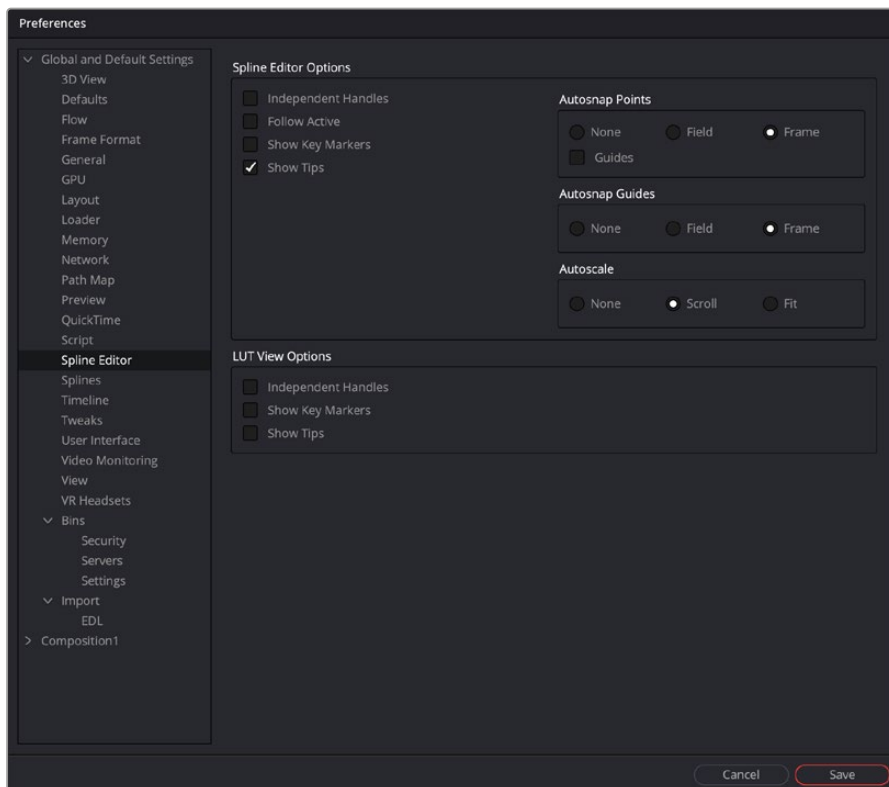 Preferences
Global and Default Settings
3D View
Defaults
Flow
Frame Format
General
GPU
Layout
Loader
Memory
Network
Path Map
Preview
QuickTime
Script
Spline Editor
Splines
Timeline
Tweaks
User Interface
Video Monitoring
View
VR Headsets
Bins
Security
Servers
Settings
Import
EDL
Composition1
Spline Editor Options
Independent Handles
Follow Active
Show Key Markers
Show Tips
Autosnap Points
None Field Frame
Guides
Autosnap Guides
None Field Frame
Autoscale
None Scroll Fit
LUT View Options
Independent Handles
Show Key Markers
Show Tips
Cancel Save